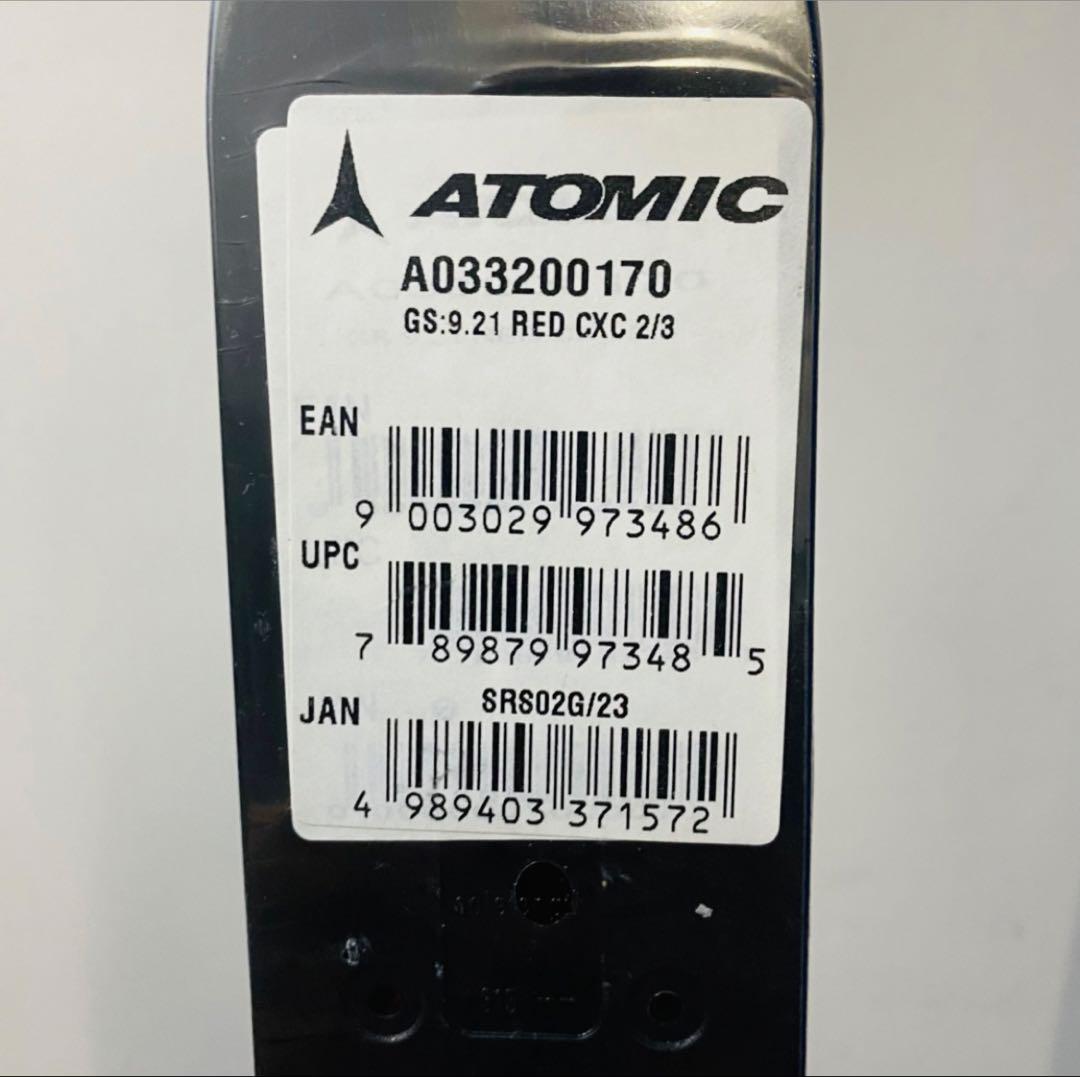 ATOMIC
A033200170
GS:9.21 RED CXC 2/3
EAN
9 003029 973486
UPC
7 89879 97348 5
JAN SRS02G/23
4 989403 371572